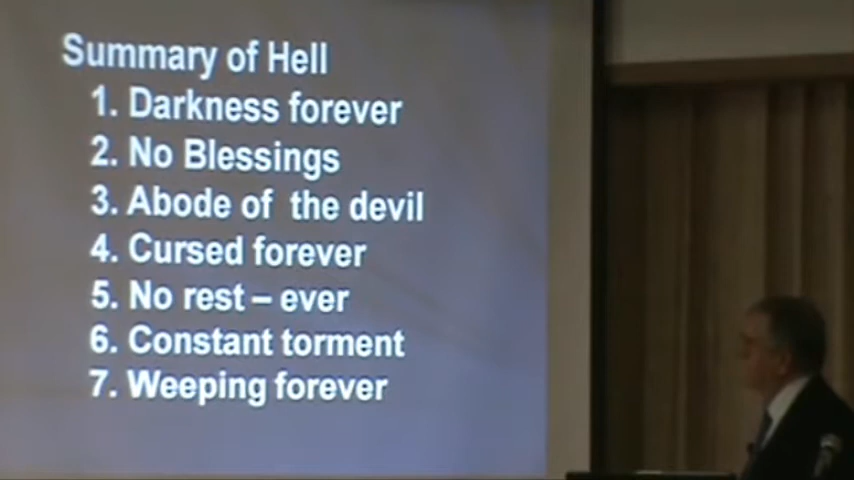 Summary of Hell
1. Darkness forever
2. No Blessings
3. Abode of the devil
4. Cursed forever
5. No rest – ever
6. Constant torment
7. Weeping forever